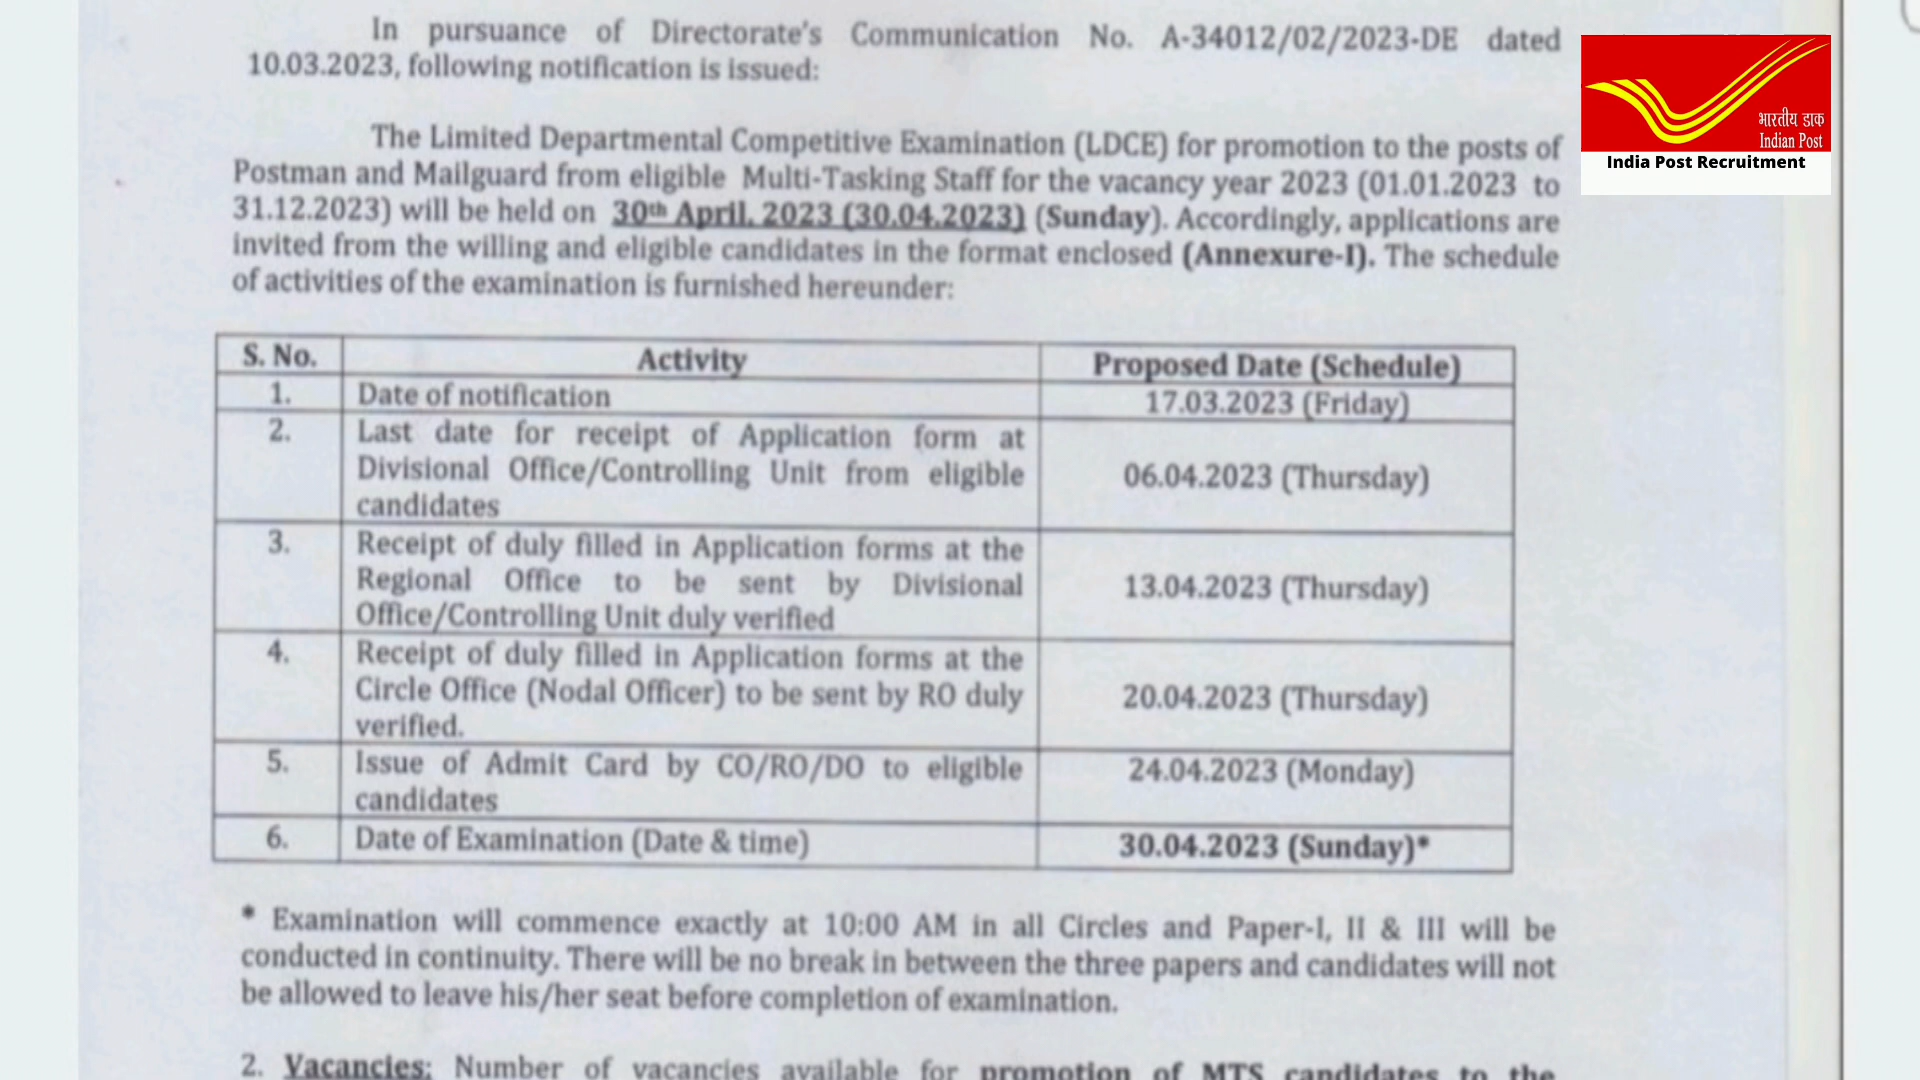 In pursuance of Directorate's Communication No. A-34012/02/2023-DE dated
10.03.2023, following notification is issued:
The Limited Departmental Competitive Examination (LDCE) for promotion to the posts of
Postman and Mailguard from eligible Multi-Tasking Staff for the vacancy year 2023 (01.01.2023 to
31.12.2023) will be held on 30th April, 2023 (30.04.2023) (Sunday). Accordingly, applications are
invited from the willing and eligible candidates in the format enclosed (Annexure-I). The schedule
of activities of the examination is furnished hereunder:
S. No. Activity Proposed Date (Schedule)
1. Date of notification 17.03.2023 (Friday)
2. Last date for receipt of Application form at
Divisional Office/Controlling Unit from eligible
candidates
06.04.2023 (Thursday)
3. Receipt of duly filled in Application forms at the
Regional Office to be sent by Divisional
Office/Controlling Unit duly verified
13.04.2023 (Thursday)
4. Receipt of duly filled in Application forms at the
Circle Office (Nodal Officer) to be sent by RO duly
verified.
20.04.2023 (Thursday)
5. Issue of Admit Card by CO/RO/DO to eligible
candidates
24.04.2023 (Monday)
6. Date of Examination (Date & time) 30.04.2023 (Sunday)*
* Examination will commence exactly at 10:00 AM in all Circles and Paper-I, II & III will be
conducted in continuity. There will be no break in between the three papers and candidates will not
be allowed to leave his/her seat before completion of examination.
2. Vacancies: Number of vacancies available for promotion of MTS candidates to the
भारतीय डाक
Indian Post
India Post Recruitment